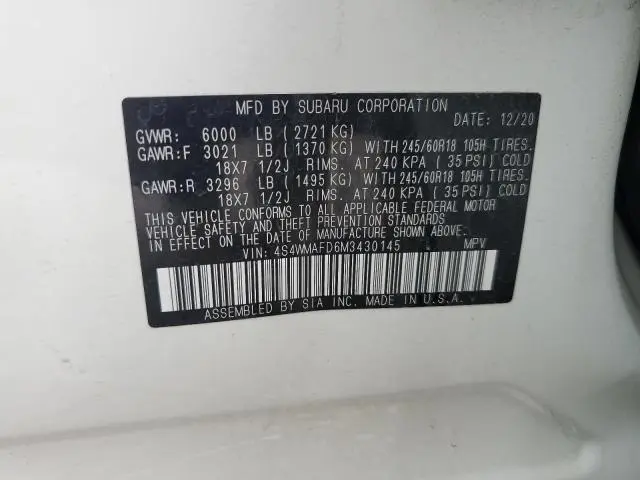 MFD BY SUBARU CORPORATION
DATE: 12/20
GVWR: 6000 LB (2721 KG)
GAWR:F 3021 LB (1370 KG) WITH 245/60R18 105H TIRES.
18X7 1/2J RIMS. AT 240 KPA (35 PSI) COLD
GAWR:R 3296 LB (1495 KG) WITH 245/60R18 105H TIRES.
18X7 1/2J RIMS. AT 240 KPA (35 PSI) COLD
THIS VEHICLE CONFORMS TO ALL APPLICABLE FEDERAL MOTOR
VEHICLE SAFETY AND THEFT PREVENTION STANDARDS
IN EFFECT ON THE DATE OF MANUFACTURE SHOWN ABOVE.
VIN: 4S4WMAFD6M3430145 MPV
ASSEMBLED BY SIA INC. MADE IN U.S.A.